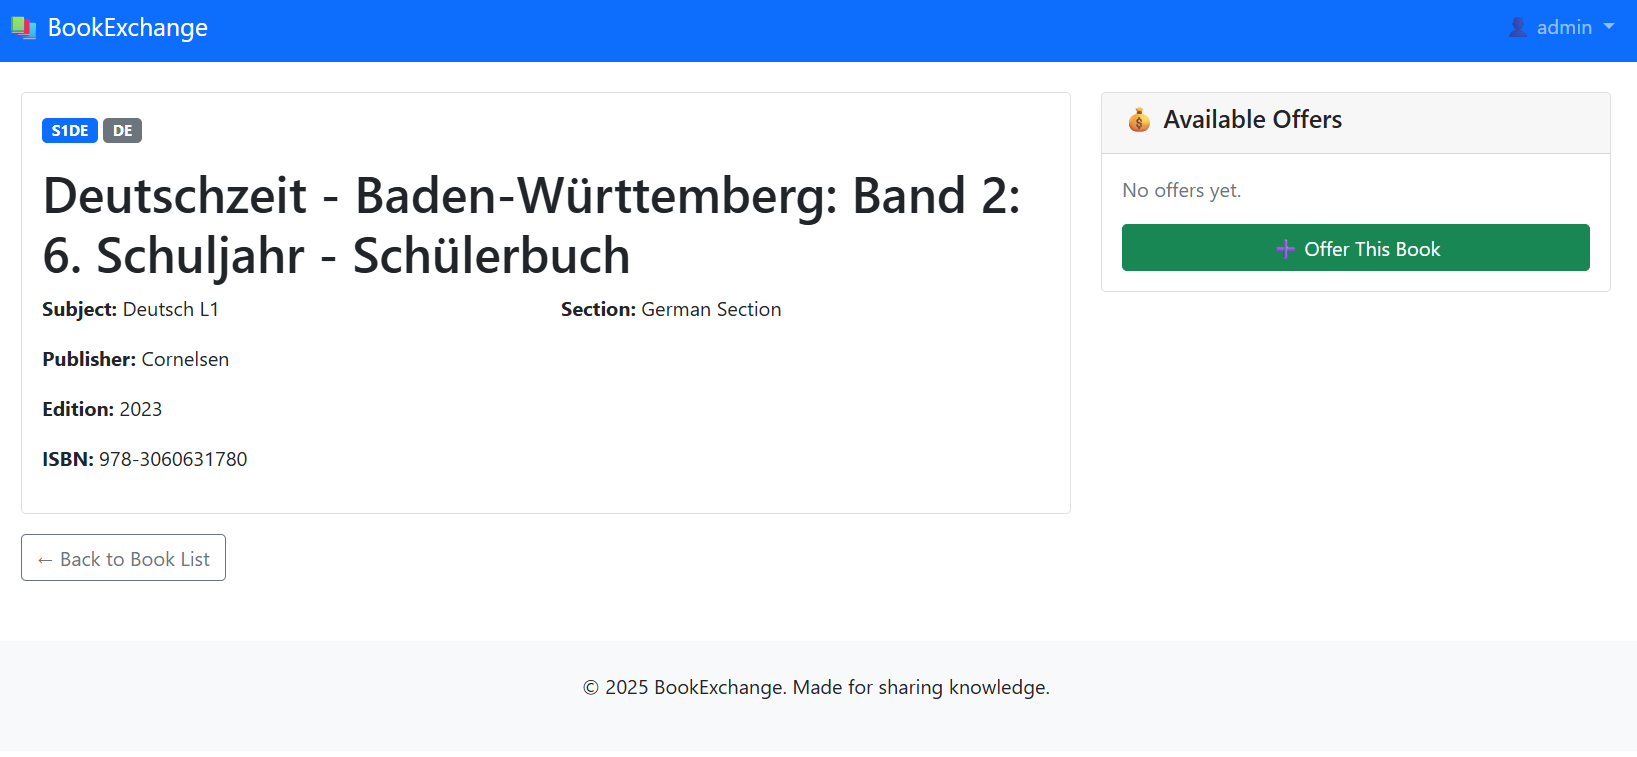 BookExchange
admin
S1DE DE
Deutschzeit - Baden-Württemberg: Band 2:
6. Schuljahr - Schülerbuch
Subject: Deutsch L1
Section: German Section
Publisher: Cornelsen
Edition: 2023
ISBN: 978-3060631780
← Back to Book List
Available Offers
No offers yet.
Offer This Book
© 2025 BookExchange. Made for sharing knowledge.